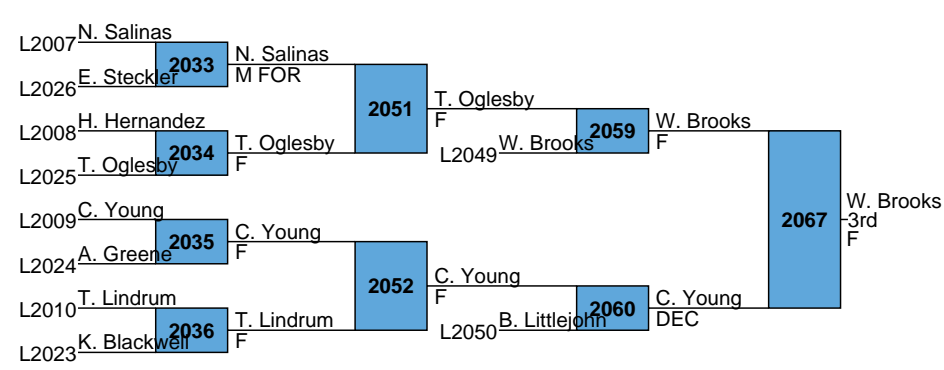 L2007 N. Salinas
2033
L2026 E. Steckler
N. Salinas
M FOR
L2008 H. Hernandez
2034
L2025 T. Oglesby
T. Oglesby
F
2051
T. Oglesby
F
L2049 W. Brooks
2059
W. Brooks
F
L2009 C. Young
2035
L2024 A. Greene
C. Young
F
L2010 T. Lindrum
2036
L2023 K. Blackwell
T. Lindrum
F
2052
C. Young
F
L2050 B. Littlejohn
2060
C. Young
DEC
2067
W. Brooks
3rd
F